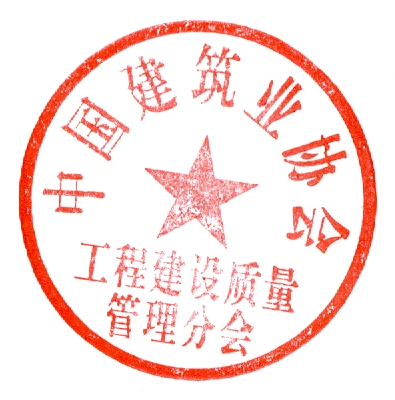 中国建筑业协会
工程建设质量
管理分会